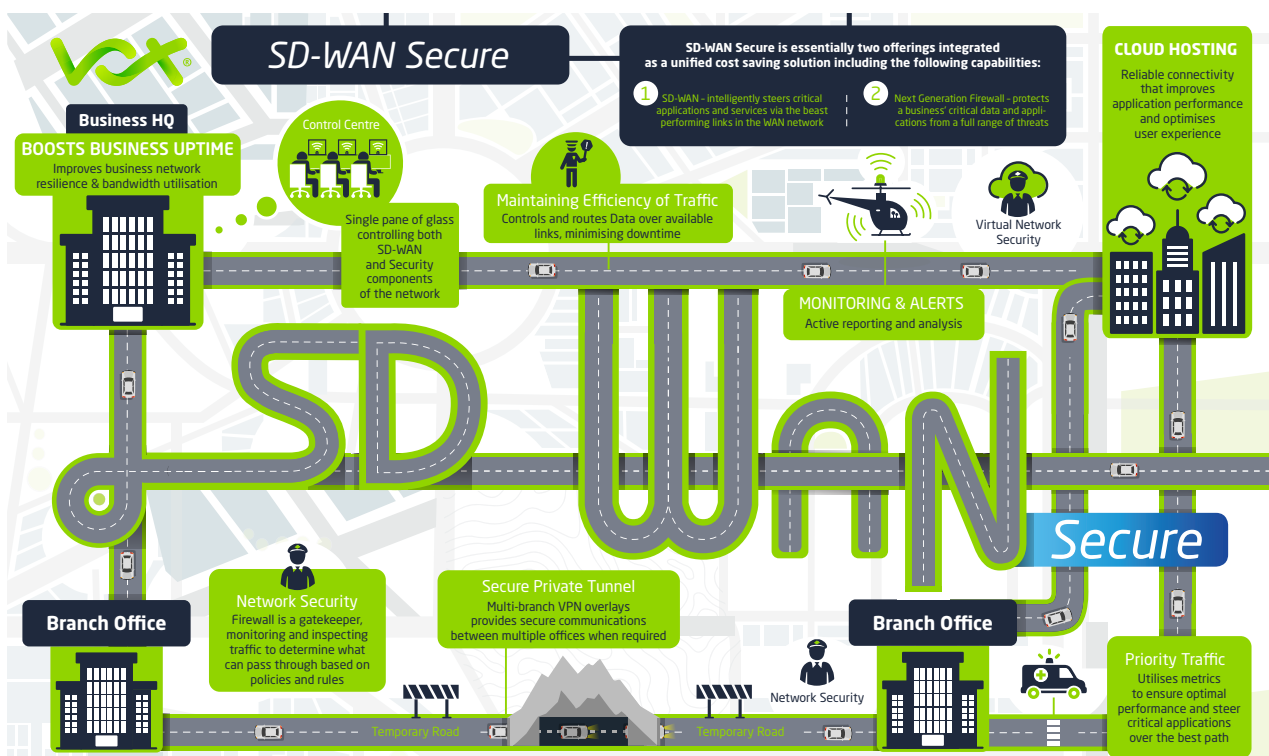 vox®
SD-WAN Secure
SD-WAN Secure is essentially two offerings integrated
as a unified cost saving solution including the following capabilities:
1
SD-WAN – intelligently steers critical
applications and services via the beast
performing links in the WAN network
2
Next Generation Firewall – protects
a business' critical data and appli-
cations from a full range of threats
CLOUD HOSTING
Reliable connectivity
that improves
application performance
and optimises
user experience
Business HQ
BOOSTS BUSINESS UPTIME
Improves business network
resilience & bandwidth utilisation
Control Centre
Single pane of glass
controlling both
SD-WAN
and Security
components
of the network
Maintaining Efficiency of Traffic
Controls and routes Data over available
links, minimising downtime
Virtual Network
Security
MONITORING & ALERTS
Active reporting and analysis
SD WAN
Secure
Branch Office
Network Security
Firewall is a gatekeeper,
monitoring and inspecting
traffic to determine what
can pass through based on
policies and rules
Secure Private Tunnel
Multi-branch VPN overlays
provides secure communications
between multiple offices when required
Branch Office
Network Security
Priority Traffic
Utilises metrics
to ensure optimal
performance and steer
critical applications
over the best path
Temporary Road
Temporary Road